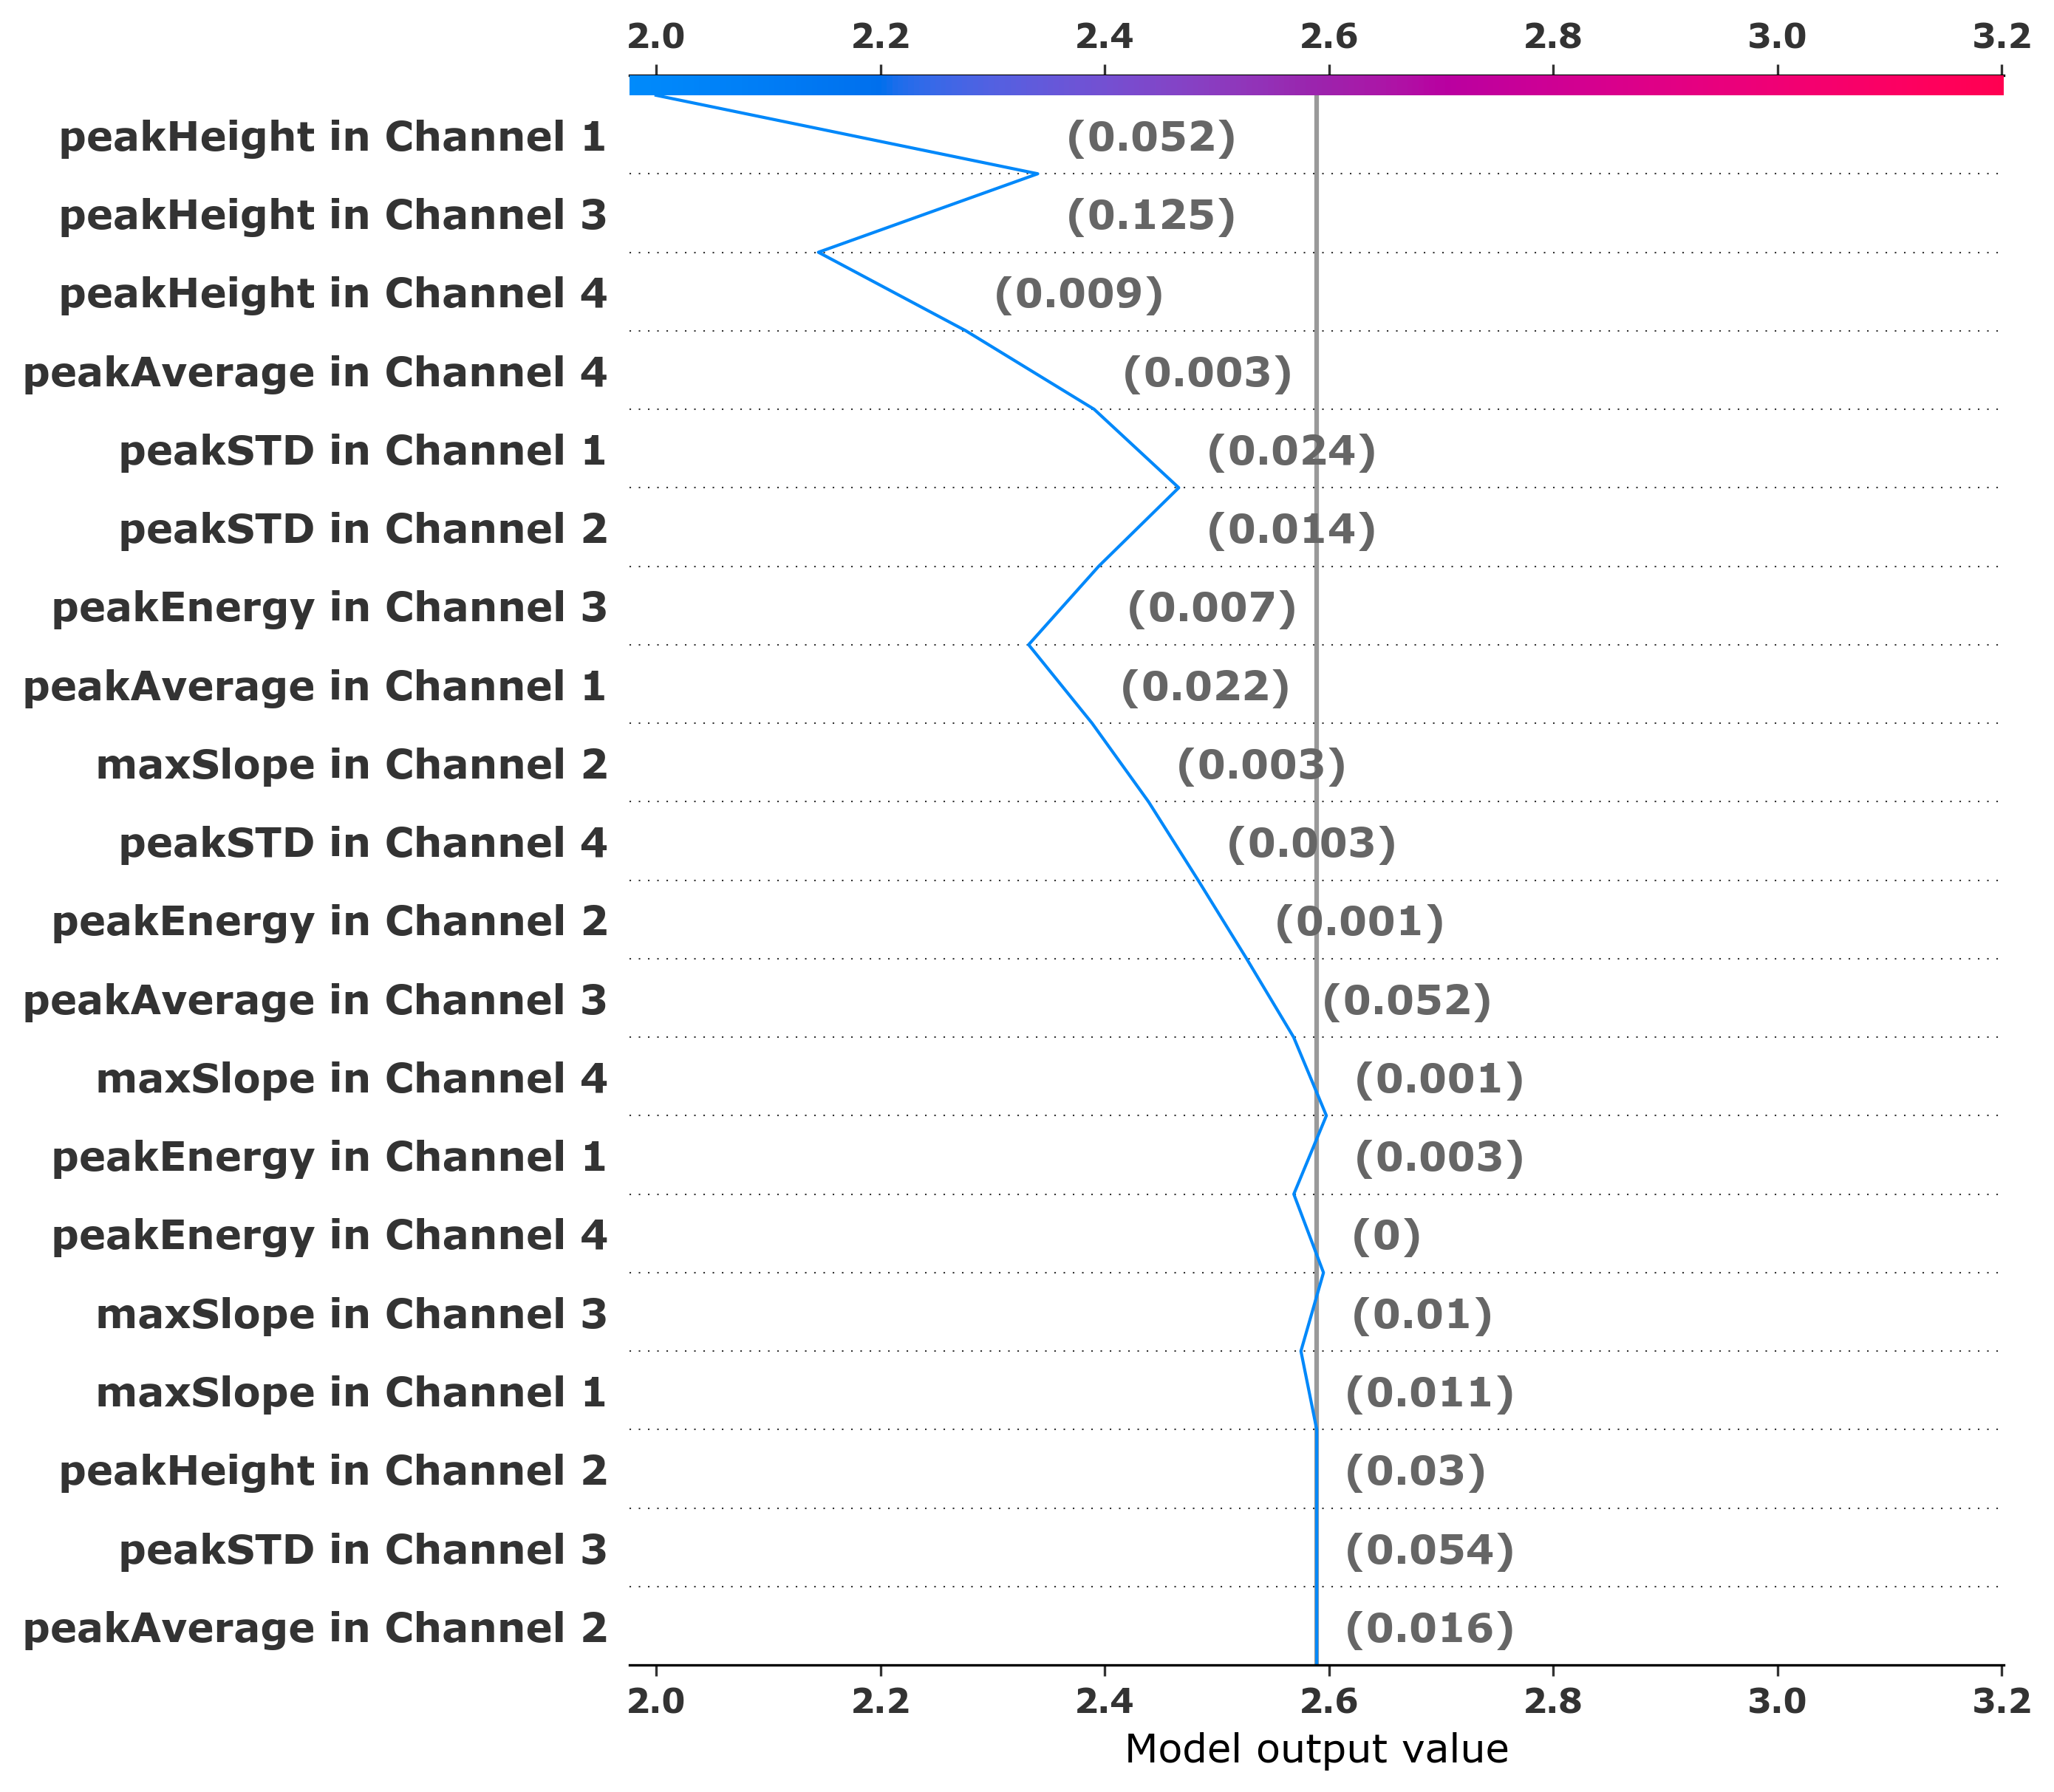 2.0 2.2 2.4 2.6 2.8 3.0 3.2
peakHeight in Channel 1 (0.052)
peakHeight in Channel 3 (0.125)
peakHeight in Channel 4 (0.009)
peakAverage in Channel 4 (0.003)
peakSTD in Channel 1 (0.024)
peakSTD in Channel 2 (0.014)
peakEnergy in Channel 3 (0.007)
peakAverage in Channel 1 (0.022)
maxSlope in Channel 2 (0.003)
peakSTD in Channel 4 (0.003)
peakEnergy in Channel 2 (0.001)
peakAverage in Channel 3 (0.052)
maxSlope in Channel 4 (0.001)
peakEnergy in Channel 1 (0.003)
peakEnergy in Channel 4 (0)
maxSlope in Channel 3 (0.01)
maxSlope in Channel 1 (0.011)
peakHeight in Channel 2 (0.03)
peakSTD in Channel 3 (0.054)
peakAverage in Channel 2 (0.016)
2.0 2.2 2.4 2.6 2.8 3.0 3.2
Model output value